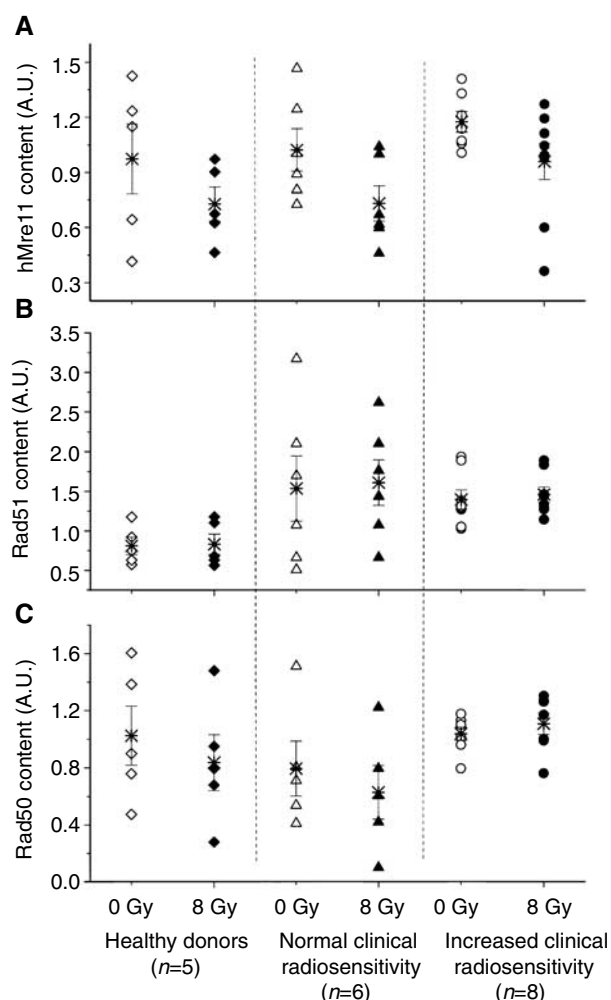 A
hMre11 content (A.U.)
1.5
1.2
0.9
0.6
0.3
B
Rad51 content (A.U.)
3.5
3.0
2.5
2.0
1.5
1.0
0.5
C
Rad50 content (A.U.)
1.6
1.2
0.8
0.4
0.0
0 Gy 8 Gy 0 Gy 8 Gy 0 Gy 8 Gy
Healthy donors
(n=5)
Normal clinical
radiosensitivity
(n=6)
Increased clinical
radiosensitivity
(n=8)